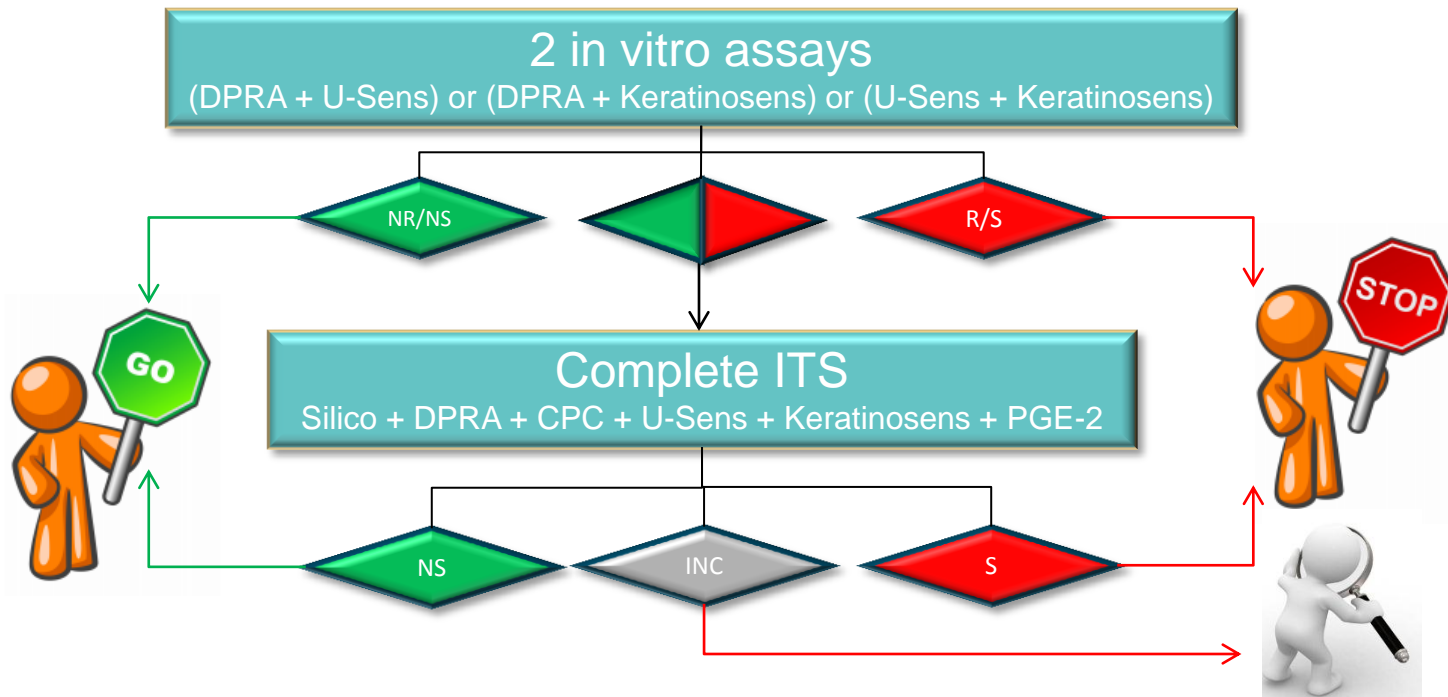 2 in vitro assays
(DPRA + U-Sens) or (DPRA + Keratinosens) or (U-Sens + Keratinosens)
NR/NS
R/S
GO
STOP
Complete ITS
Silico + DPRA + CPC + U-Sens + Keratinosens + PGE-2
NS
INC
S